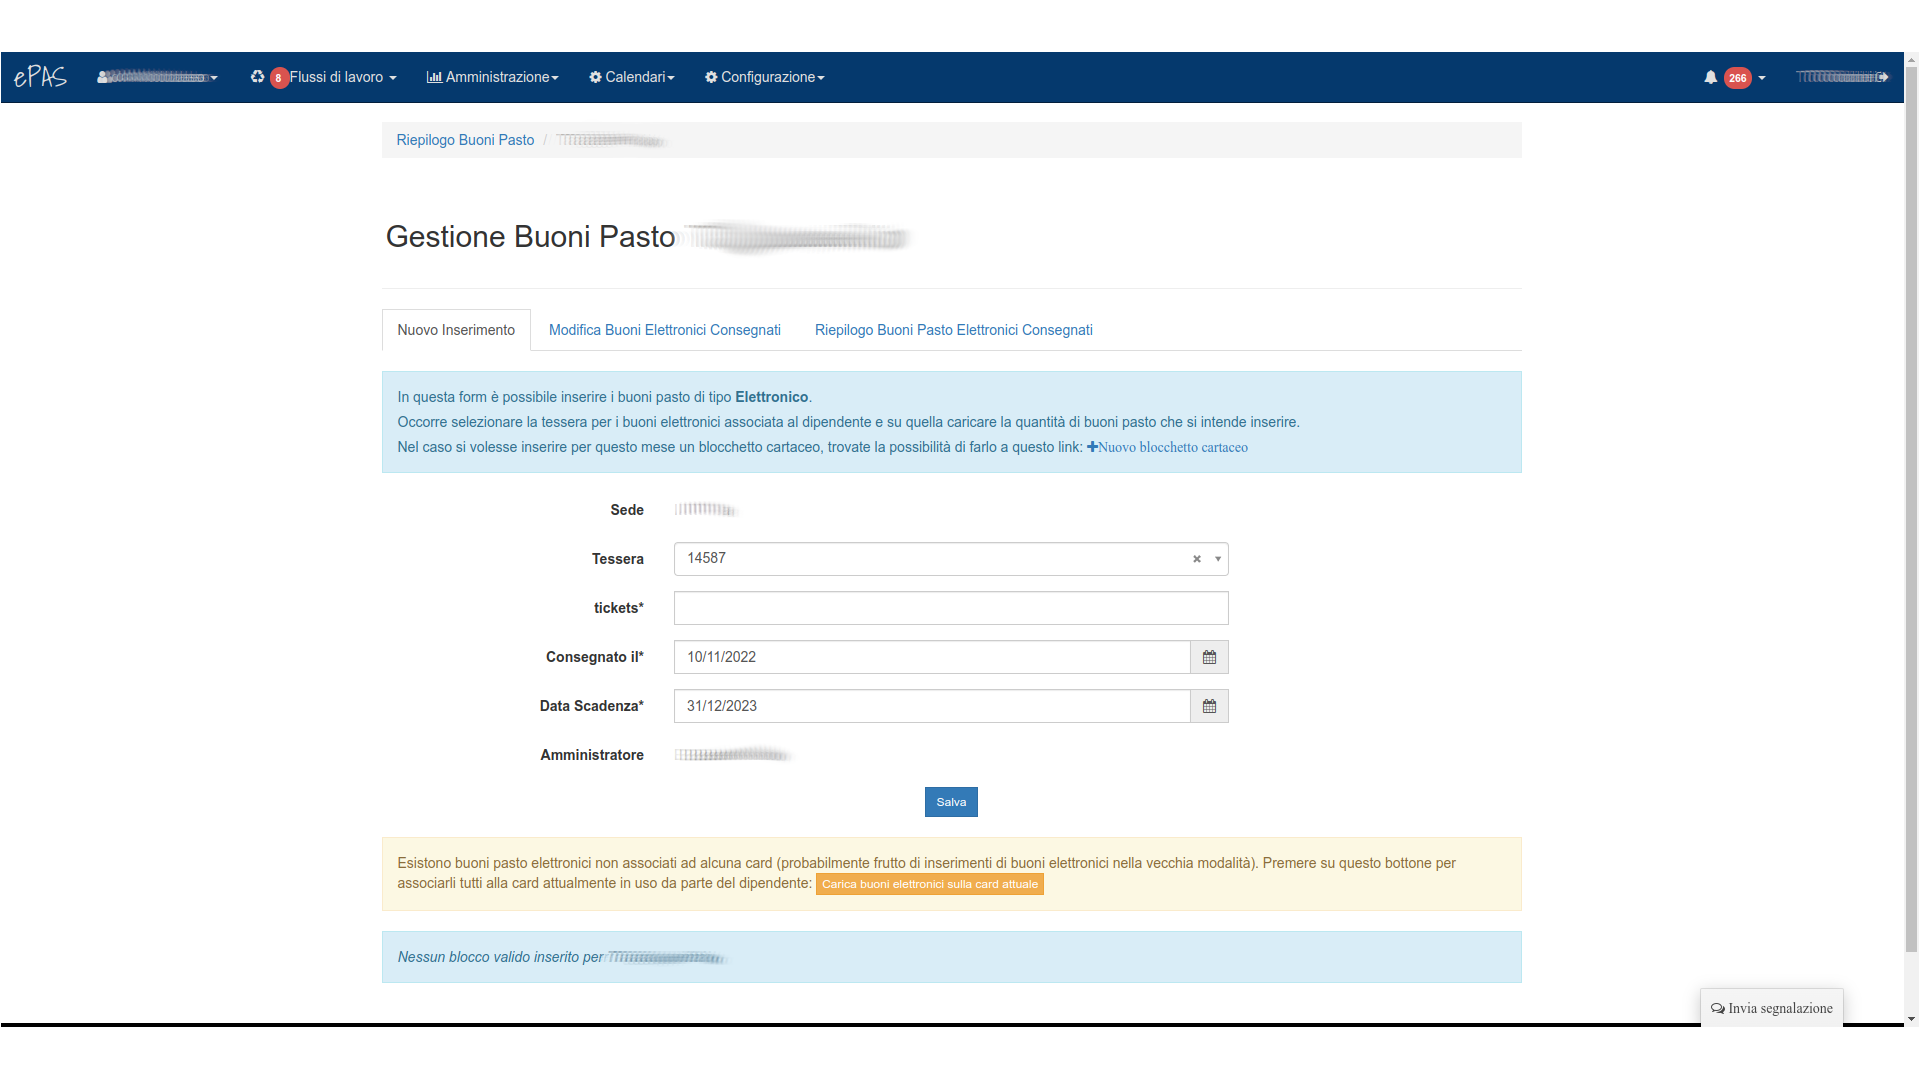 ePAS
8 Flussi di lavoro
Amministrazione
Calendari
Configurazione
266
Riepilogo Buoni Pasto /
Gestione Buoni Pasto
Nuovo Inserimento
Modifica Buoni Elettronici Consegnati
Riepilogo Buoni Pasto Elettronici Consegnati
In questa form è possibile inserire i buoni pasto di tipo Elettronico.
Occorre selezionare la tessera per i buoni elettronici associata al dipendente e su quella caricare la quantità di buoni pasto che si intende inserire.
Nel caso si volesse inserire per questo mese un blocchetto cartaceo, trovate la possibilità di farlo a questo link: Nuovo blocchetto cartaceo
Sede
Tessera 14587
tickets*
Consegnato il* 10/11/2022
Data Scadenza* 31/12/2023
Amministratore
Salva
Esistono buoni pasto elettronici non associati ad alcuna card (probabilmente frutto di inserimenti di buoni elettronici nella vecchia modalità). Premere su questo bottone per
associarli tutti alla card attualmente in uso da parte del dipendente: Carica buoni elettronici sulla card attuale
Nessun blocco valido inserito per
Invia segnalazione